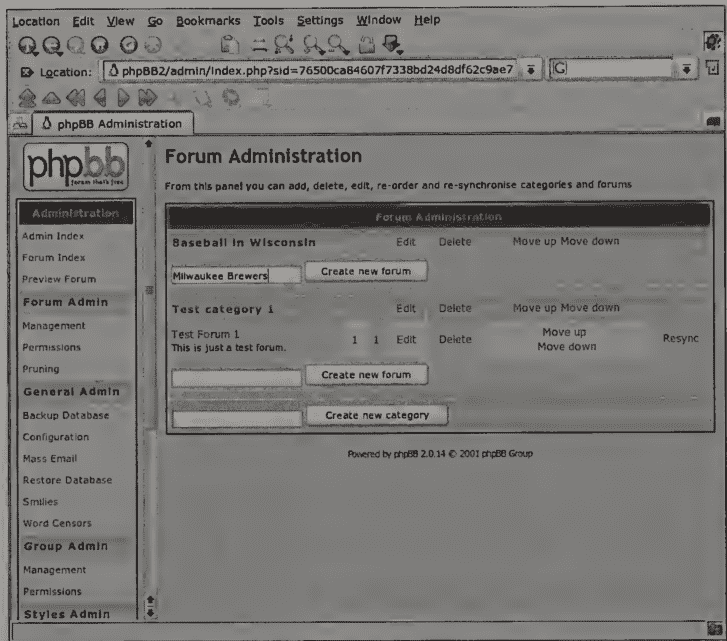 Location Edit View Go Bookmarks Tools Settings Window Help
Location: phpBB2/admin/index.php?sid=76500ca84607f7338bd24d8df62c9ae7 G
phpBB Administration
phpbb
forum that's free
Administration
Admin Index
Forum Index
Preview Forum
Forum Admin
Management
Permissions
Pruning
General Admin
Backup Database
Configuration
Mass Email
Restore Database
Smilies
Word Censors
Group Admin
Management
Permissions
Styles Admin
Forum Administration
From this panel you can add, delete, edit, re-order and re-synchronise categories and forums
Forum Administration
Baseball in Wisconsin Edit Delete Move up Move down
Milwaukee Brewers Create new forum
Test category 1 Edit Delete Move up Move down
Test Forum 1 1 1 Edit Delete Move up Resync
This is just a test forum. Move down
Create new forum
Create new category
Powered by phpBB 2.0.14 © 2001 phpBB Group